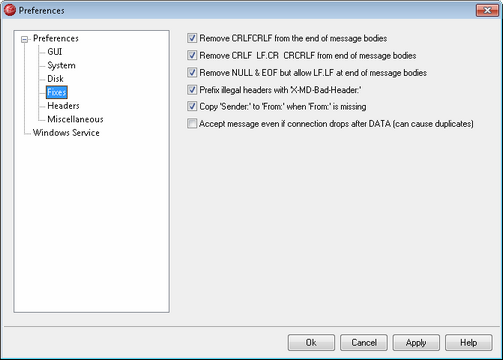 Preferences
Preferences
GUI
System
Disk
Fixes
Headers
Miscellaneous
Windows Service
Remove CRLFCRLF from the end of message bodies
Remove CRLF LF.CR CRCRLF from end of message bodies
Remove NULL & EOF but allow LF.LF at end of message bodies
Prefix illegal headers with 'X-MD-Bad-Header:'
Copy 'Sender:' to 'From:' when 'From:' is missing
Accept message even if connection drops after DATA (can cause duplicates)
Ok
Cancel
Apply
Help